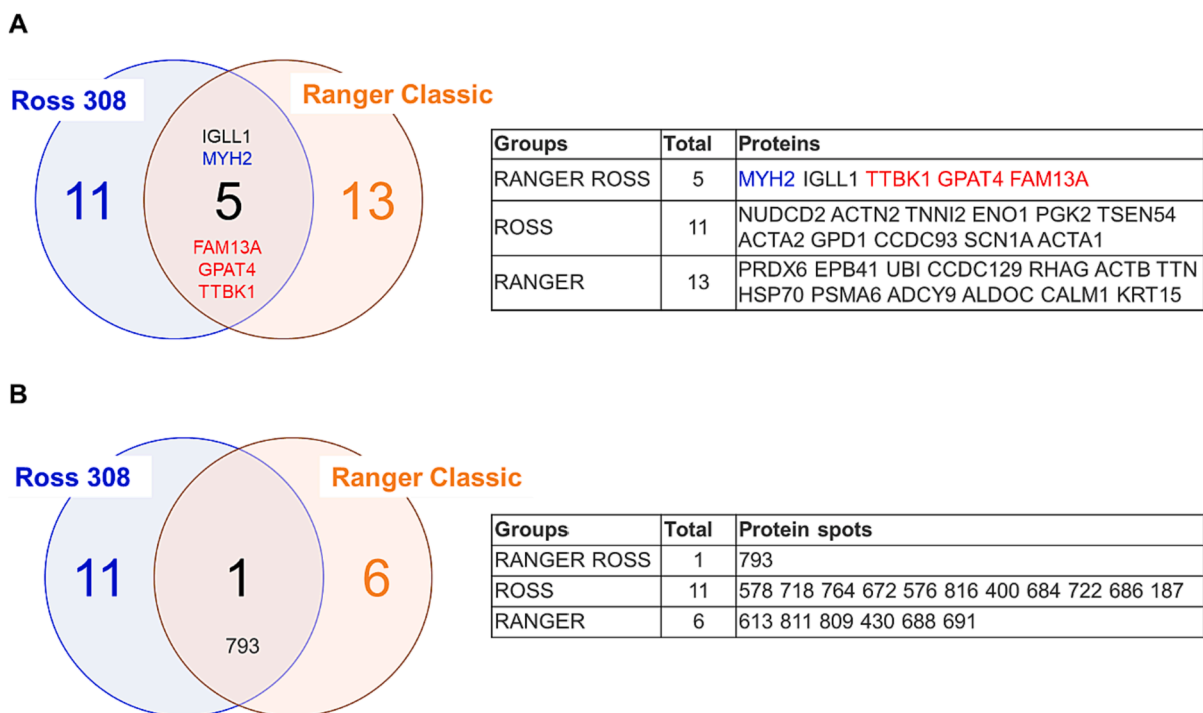 A
Ross 308
Ranger Classic
IGLL1
MYH2
11
5
13
FAM13A
GPAT4
TTBK1
Groups Total Proteins
RANGER ROSS 5 MYH2 IGLL1 TTBK1 GPAT4 FAM13A
ROSS 11 NUDCD2 ACTN2 TNNI2 ENO1 PGK2 TSEN54
ACTA2 GPD1 CCDC93 SCN1A ACTA1
RANGER 13 PRDX6 EPB41 UBI CCDC129 RHAG ACTB TTN
HSP70 PSMA6 ADCY9 ALDOC CALM1 KRT15
B
Ross 308
Ranger Classic
11
1
6
793
Groups Total Protein spots
RANGER ROSS 1 793
ROSS 11 578 718 764 672 576 816 400 684 722 686 187
RANGER 6 613 811 809 430 688 691